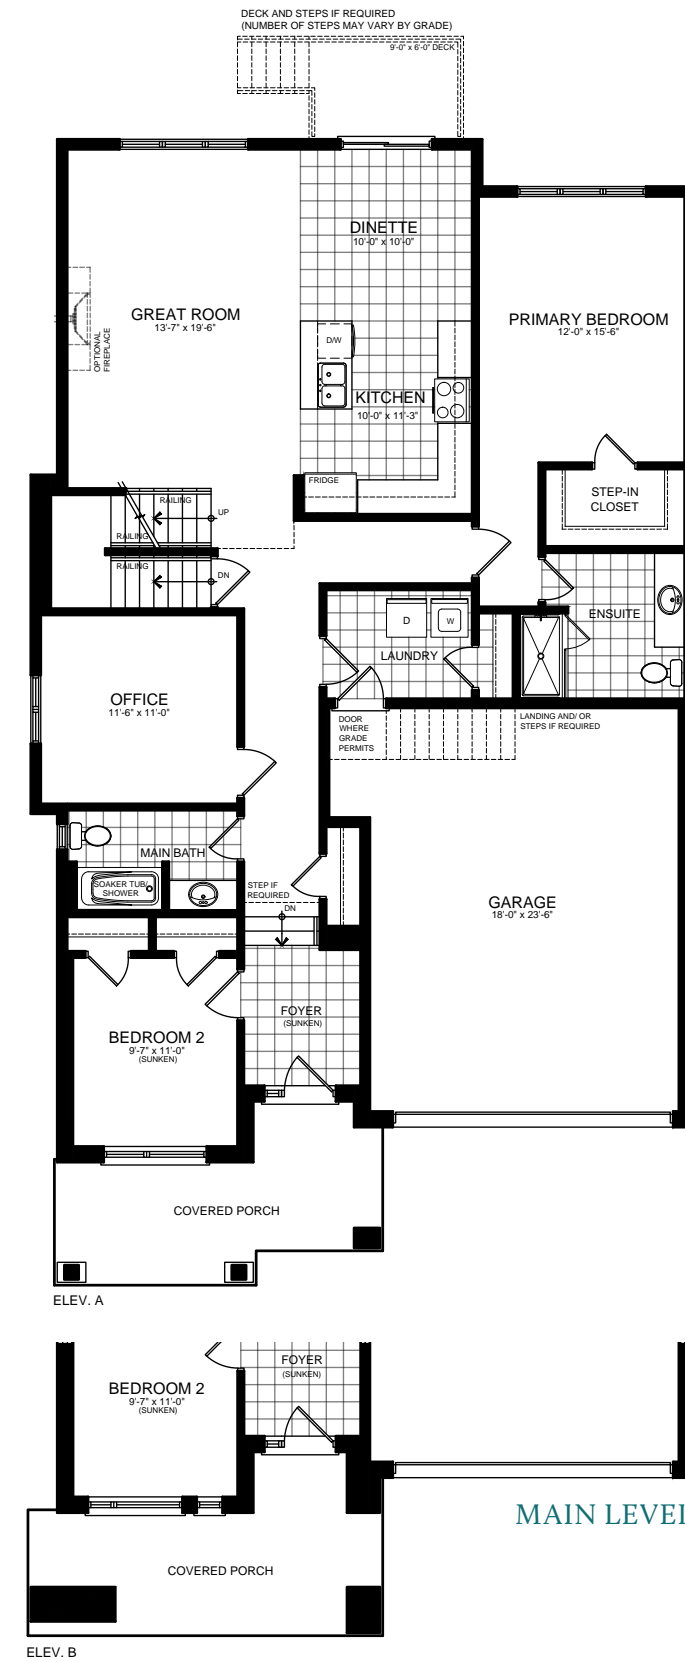 DECK AND STEPS IF REQUIRED
(NUMBER OF STEPS MAY VARY BY GRADE)
9'-0" x 6'-0" DECK
DINETTE
10'-0" x 10'-0"
GREAT ROOM
13'-7" x 19'-6"
PRIMARY BEDROOM
12'-0" x 15'-6"
OPTIONAL
FIREPLACE
D/W
KITCHEN
10'-0" x 11'-3"
FRIDGE
STEP-IN
CLOSET
RAILING
UP
RAILING
RAILING
DN
ENSUITE
D
W
LAUNDRY
OFFICE
11'-6" x 11'-0"
DOOR
WHERE
GRADE
PERMITS
LANDING AND/ OR
STEPS IF REQUIRED
MAIN BATH
SOAKER TUB/
SHOWER
STEP IF
REQUIRED
DN
GARAGE
18'-0" x 23'-6"
FOYER
(SUNKEN)
BEDROOM 2
9'-7" x 11'-0"
(SUNKEN)
COVERED PORCH
ELEV. A
FOYER
(SUNKEN)
BEDROOM 2
9'-7" x 11'-0"
(SUNKEN)
MAIN LEVEL
COVERED PORCH
ELEV. B